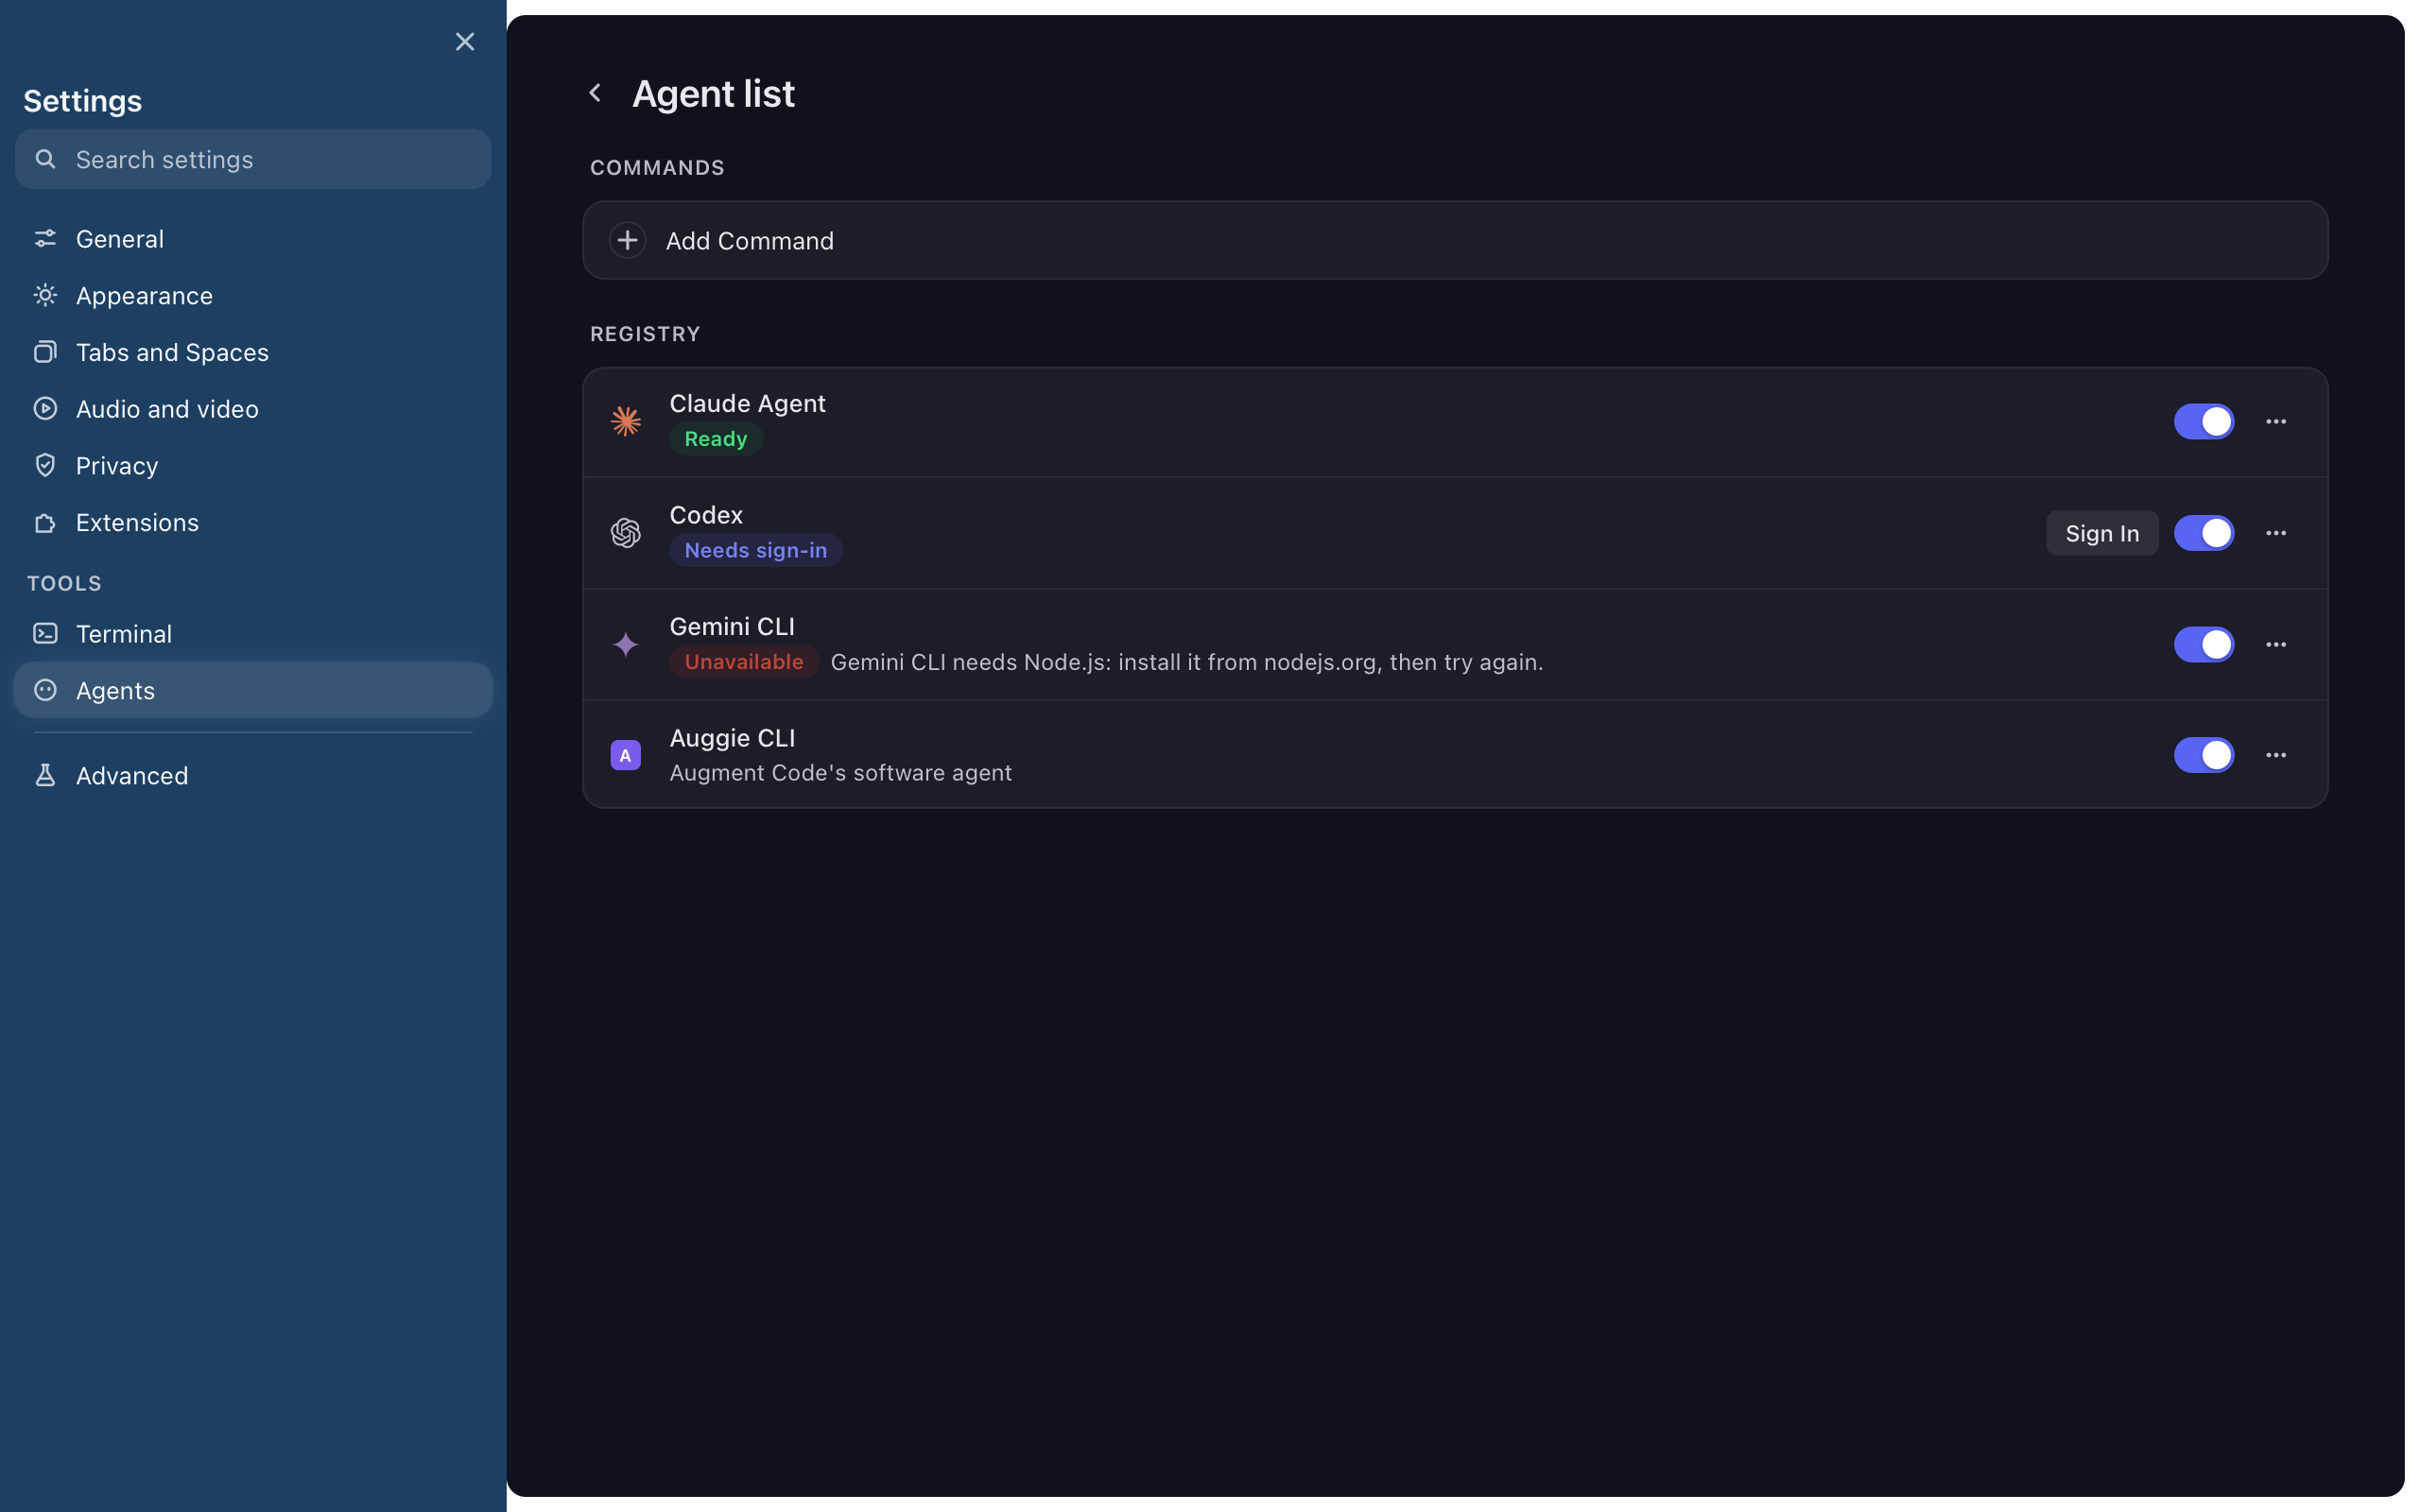 Settings
Search settings
General
Appearance
Tabs and Spaces
Audio and video
Privacy
Extensions
TOOLS
Terminal
Agents
Advanced
Agent list
COMMANDS
Add Command
REGISTRY
Claude Agent
Ready
Codex
Needs sign-in
Sign In
Gemini CLI
Unavailable Gemini CLI needs Node.js: install it from nodejs.org, then try again.
A
Auggie CLI
Augment Code's software agent